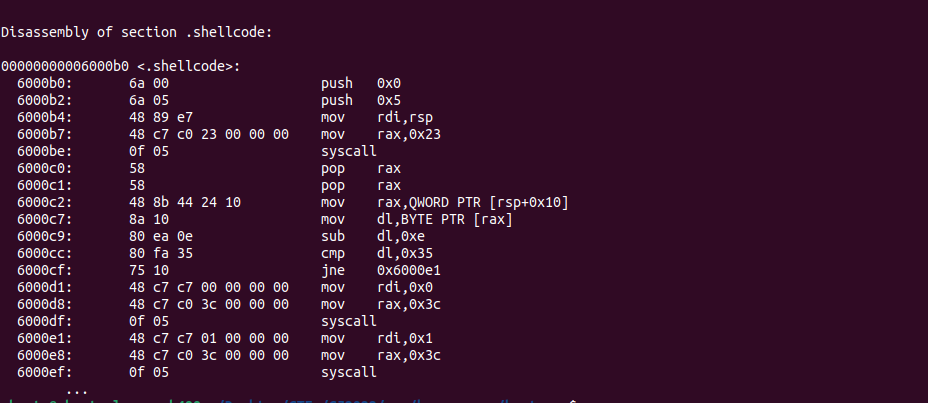 Disassembly of section .shellcode:
00000000006000b0 <.shellcode>:
6000b0: 6a 00 push 0x0
6000b2: 6a 05 push 0x5
6000b4: 48 89 e7 mov rdi,rsp
6000b7: 48 c7 c0 23 00 00 00 mov rax,0x23
6000be: 0f 05 syscall
6000c0: 58 pop rax
6000c1: 58 pop rax
6000c2: 48 8b 44 24 10 mov rax,QWORD PTR [rsp+0x10]
6000c7: 8a 10 mov dl,BYTE PTR [rax]
6000c9: 80 ea 0e sub dl,0xe
6000cc: 80 fa 35 cmp dl,0x35
6000cf: 75 10 jne 0x6000e1
6000d1: 48 c7 c7 00 00 00 00 mov rdi,0x0
6000d8: 48 c7 c0 3c 00 00 00 mov rax,0x3c
6000df: 0f 05 syscall
6000e1: 48 c7 c7 01 00 00 00 mov rdi,0x1
6000e8: 48 c7 c0 3c 00 00 00 mov rax,0x3c
6000ef: 0f 05 syscall
...